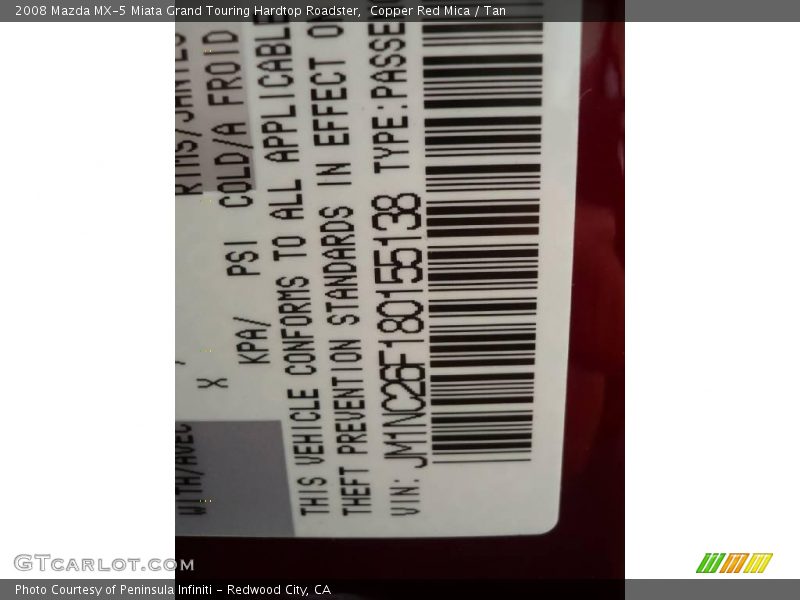 2008 Mazda MX-5 Miata Grand Touring Hardtop Roadster, Copper Red Mica / Tan
COLD/A FROID
KPA/ PSI
X
THIS VEHICLE CONFORMS TO ALL APPLICABLE
THEFT PREVENTION STANDARDS IN EFFECT ON
VIN: JM1NC26F180155138 TYPE:PASSEN
GTCARLOT.COM
Photo Courtesy of Peninsula Infiniti - Redwood City, CA